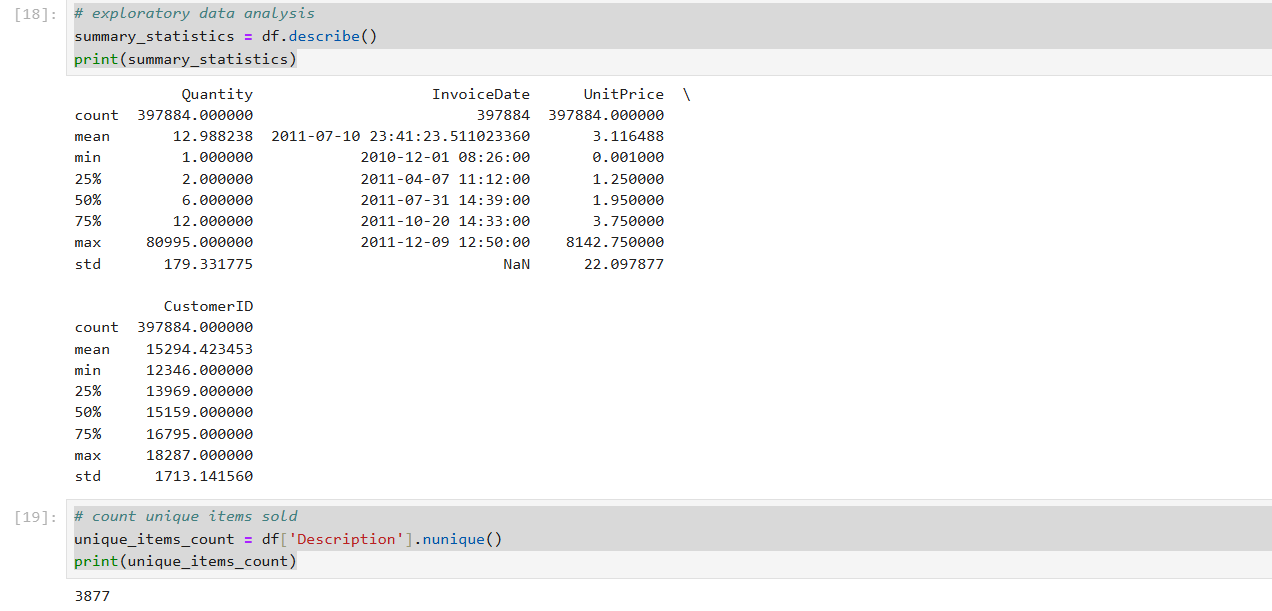 [18]: # exploratory data analysis
summary_statistics = df.describe()
print(summary_statistics)
Quantity InvoiceDate UnitPrice \
count 397884.000000 397884 397884.000000
mean 12.988238 2011-07-10 23:41:23.511023360 3.116488
min 1.000000 2010-12-01 08:26:00 0.001000
25% 2.000000 2011-04-07 11:12:00 1.250000
50% 6.000000 2011-07-31 14:39:00 1.950000
75% 12.000000 2011-10-20 14:33:00 3.750000
max 80995.000000 2011-12-09 12:50:00 8142.750000
std 179.331775 NaN 22.097877
CustomerID
count 397884.000000
mean 15294.423453
min 12346.000000
25% 13969.000000
50% 15159.000000
75% 16795.000000
max 18287.000000
std 1713.141560
[19]: # count unique items sold
unique_items_count = df['Description'].nunique()
print(unique_items_count)
3877